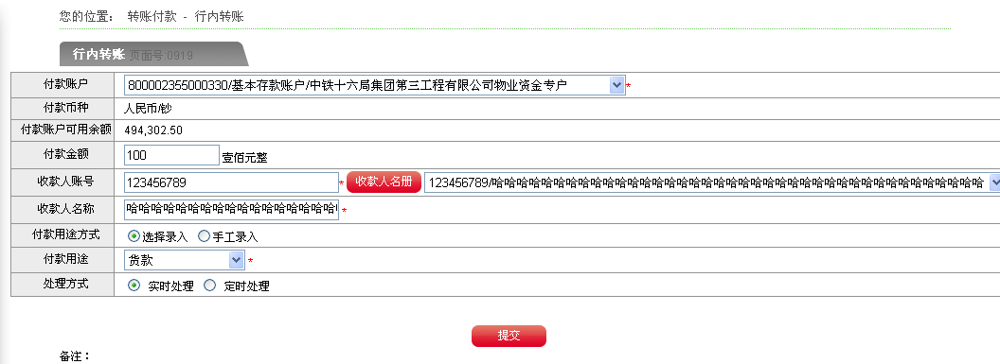 您的位置： 转账付款 - 行内转账
行内转账 页面号:0919
付款账户 800002355000330/基本存款账户/中铁十六局集团第三工程有限公司物业资金专户 *
付款币种 人民币/钞
付款账户可用余额 494,302.50
付款金额 100 壹佰元整
收款人账号 123456789 * 收款人名册 123456789/哈哈哈哈哈哈哈哈哈哈哈哈哈哈哈哈哈哈哈哈哈哈哈哈哈哈哈哈哈哈哈哈哈哈哈哈哈哈哈哈
收款人名称 哈哈哈哈哈哈哈哈哈哈哈哈哈哈哈哈哈 *
付款用途方式 选择录入 手工录入
付款用途 货款 *
处理方式 实时处理 定时处理
提交
备注：